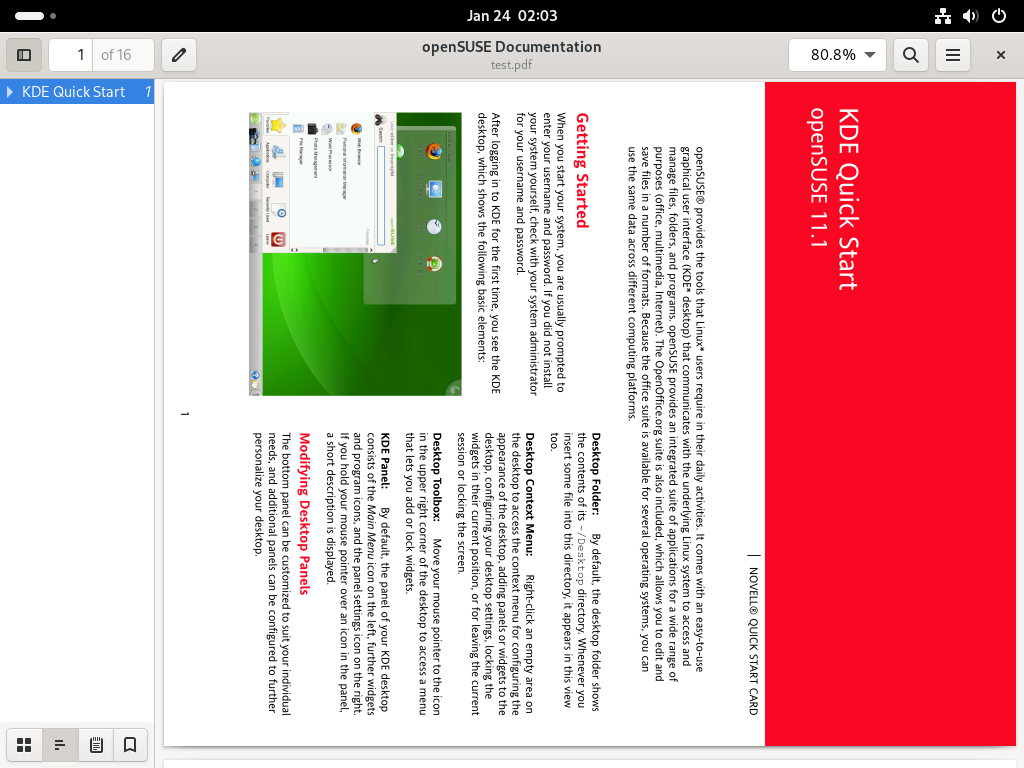 Jan 24  02:03
1
of 16
openSUSE Documentation
test.pdf
80.8%
KDE Quick Start
1
KDE Quick Start
openSUSE 11.1
NOVELL® QUICK START CARD
openSUSE® provides the tools that Linux* users require in their daily activities. It comes with an easy-to-use
graphical user interface (KDE* desktop) that communicates with the underlying Linux system to access and
manage files, folders, and programs. openSUSE provides an integrated suite of applications for a wide range of
purposes (office, multimedia, Internet). The OpenOffice.org suite is also included, which allows you to edit and
save files in a number of formats. Because the office suite is available for several operating systems, you can
use the same data across different computing platforms.
Getting Started
When you start your system, you are usually prompted to
enter your username and password. If you did not install
your system yourself, check with your system administrator
for your username and password.
After logging in to KDE for the first time, you see the KDE
desktop, which shows the following basic elements:
Search:
Web Browser
Personal Information Manager
Word Processor
Photo Management
File Manager
Favorites
Applications
Computer
Recently Used
Leave
Desktop Folder: By default, the desktop folder shows
the contents of its ~/Desktop directory. Whenever you
insert some file into this directory, it appears in this view
too.
Desktop Context Menu: Right-click an empty area on
the desktop to access the context menu for configuring the
appearance of the desktop, adding panels or widgets to the
desktop, configuring your desktop settings, locking the
widgets in their current position, or for leaving the current
session or locking the screen.
Desktop Toolbox: Move your mouse pointer to the icon
in the upper right corner of the desktop to access a menu
that lets you add or lock widgets.
KDE Panel: By default, the panel of your KDE desktop
consists of the Main Menu icon on the left, further widgets
and program icons, and the panel settings icon on the right.
If you hold your mouse pointer over an icon in the panel,
a short description is displayed.
Modifying Desktop Panels
The bottom panel can be customized to suit your individual
needs, and additional panels can be configured to further
personalize your desktop.
1